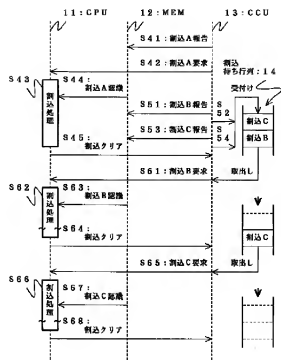 11:CPU 12:MEM 13:CCU
S41:割込A報告
S42:割込A要求
割込
待ち行列:14
受付け
S43
S44:
割込A認識
割込処理
S51:割込B報告
S52
割込C
S53:割込C報告
S54
割込B
S45:
割込クリア
S61:割込B要求
取出し
S62
S63:
割込B認識
割込処理
S64:
割込クリア
割込C
S65:割込C要求
取出し
S66
S67:
割込C認識
割込処理
S68:
割込クリア